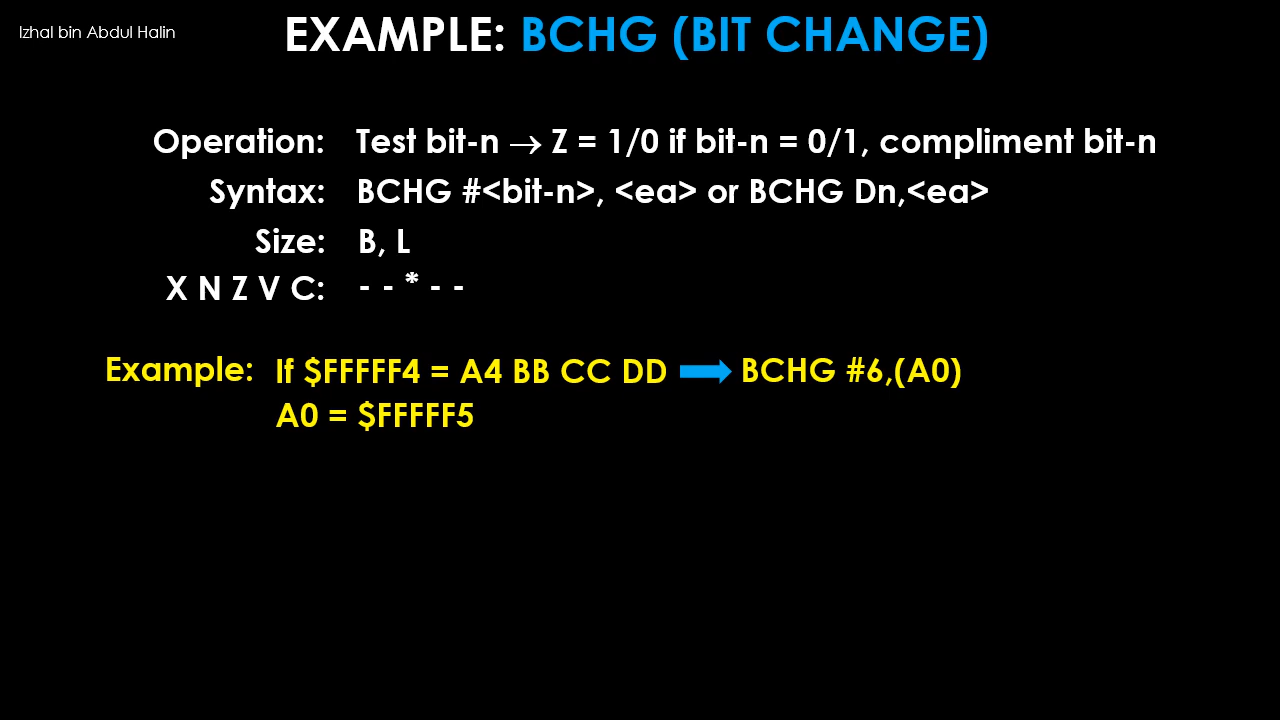 Izhal bin Abdul Halin
EXAMPLE: BCHG (BIT CHANGE)
Operation: Test bit-n → Z = 1/0 if bit-n = 0/1, compliment bit-n
Syntax: BCHG #<bit-n>, <ea> or BCHG Dn,<ea>
Size: B, L
X N Z V C: - - * - -
Example: If $FFFFF4 = A4 BB CC DD BCHG #6,(A0)
A0 = $FFFFF5